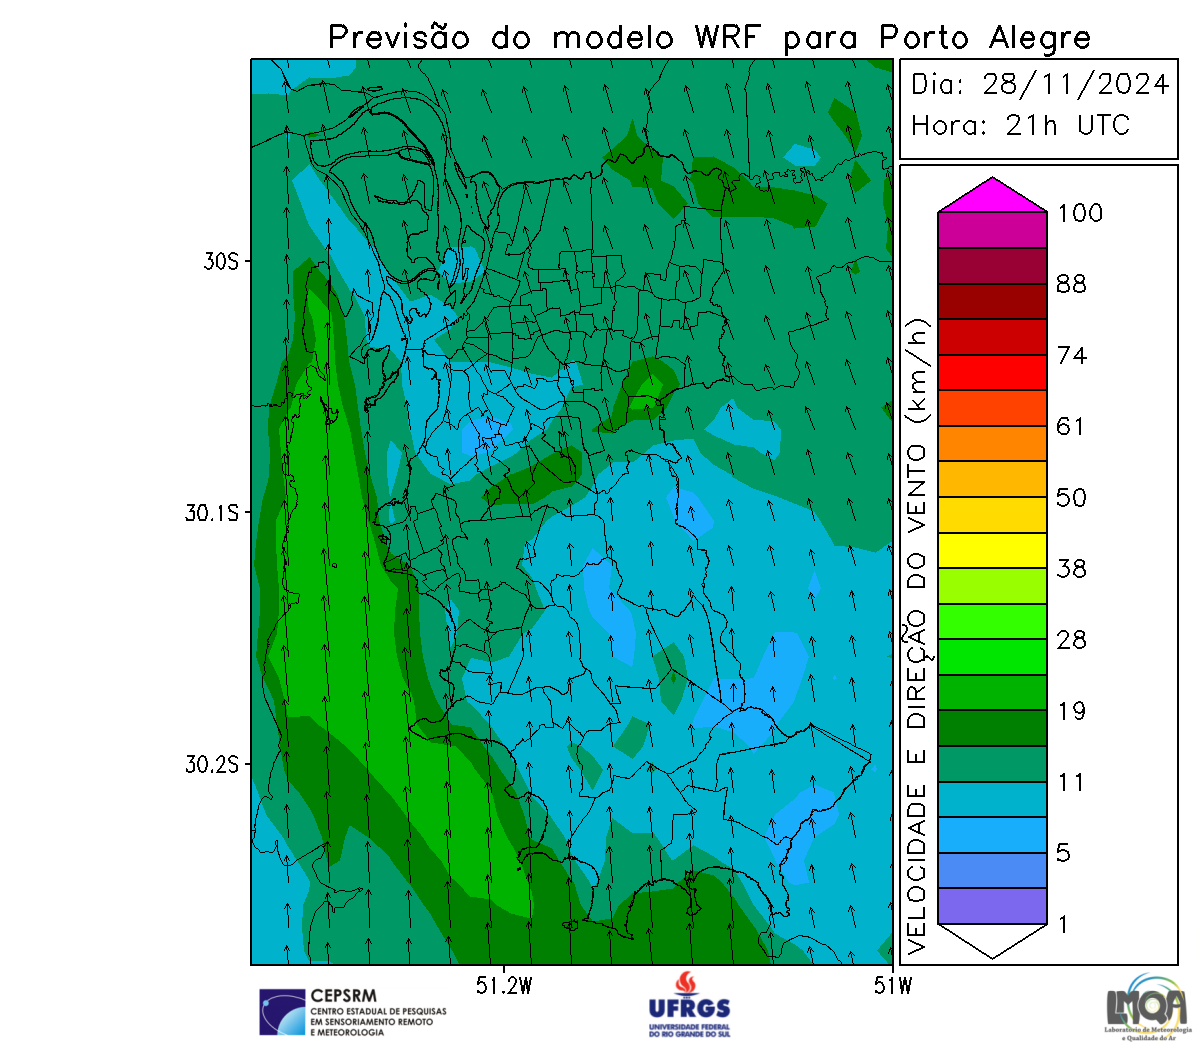 Previsão do modelo WRF para Porto Alegre
Dia: 28/11/2024
Hora: 21h UTC
30S
30.1S
30.2S
51.2W
51W
VELOCIDADE E DIREÇÃO DO VENTO (km/h)
100
88
74
61
50
38
28
19
11
5
1
CEPSRM
CENTRO ESTADUAL DE PESQUISAS
EM SENSORIAMENTO REMOTO
E METEOROLOGIA
UFRGS
UNIVERSIDADE FEDERAL
DO RIO GRANDE DO SUL
LMQA
Laboratório de Meteorologia
e Qualidade do Ar